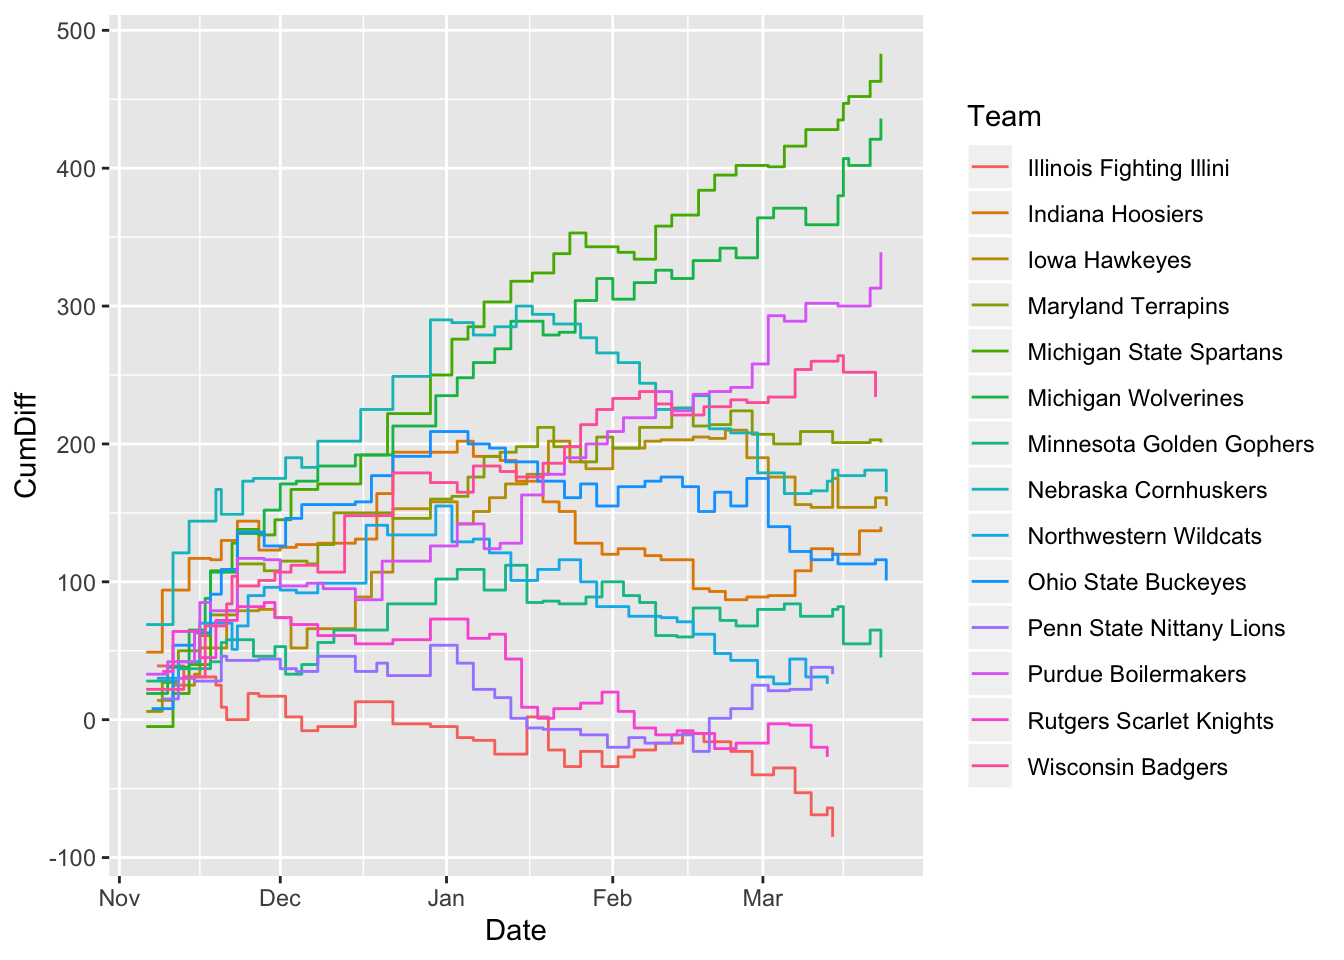 500
400
300
200
100
0
-100
CumDiff
Nov Dec Jan Feb Mar
Date
Team
Illinois Fighting Illini
Indiana Hoosiers
Iowa Hawkeyes
Maryland Terrapins
Michigan State Spartans
Michigan Wolverines
Minnesota Golden Gophers
Nebraska Cornhuskers
Northwestern Wildcats
Ohio State Buckeyes
Penn State Nittany Lions
Purdue Boilermakers
Rutgers Scarlet Knights
Wisconsin Badgers